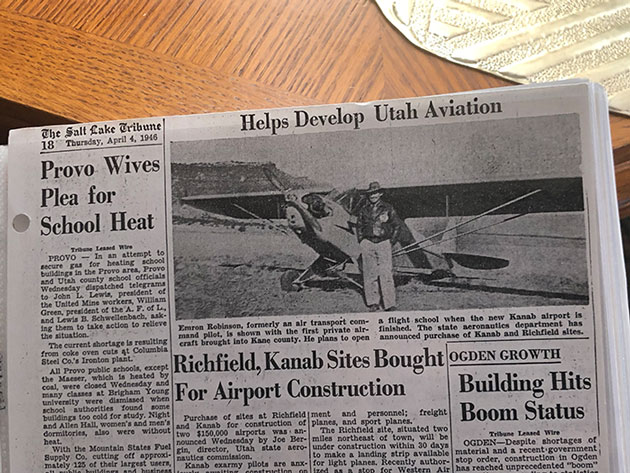 The Salt Lake Tribune
18 Thursday, April 4, 1946
Provo Wives
Plea for
School Heat
Tribune Leased Wire
PROVO — In an attempt to
secure gas for heating school
buildings in the Provo area, Provo
and Utah county school officials
Wednesday dispatched telegrams
to John L. Lewis, president of
the United Mine workers, William
Green, president of the A. F. of L.,
and Lewis B. Schwellenbach, ask-
ing them to take action to relieve
the situation.
The current shortage is resulting
from coke oven cuts at Columbia
Steel Co.'s Ironton plant.
All Provo public schools, except
the Maeser, which is heated by
coal, were closed Wednesday and
many classes at Brigham Young
university were dismissed when
school authorities found some
buildings too cold for study. Night
and Allen Hall, women's and men's
dormitories, also were without
heat.
With the Mountain States Fuel
Supply Co. cutting off approxi-
mately 125 of their largest users,
Helps Develop Utah Aviation
Emron Robinson, formerly an air transport com-
mand pilot, is shown with the first private air-
craft brought into Kane county. He plans to open
a flight school when the new Kanab airport is
finished. The state aeronautics department has
announced purchase of Kanab and Richfield sites.
Richfield, Kanab Sites Bought
For Airport Construction
Purchase of sites at Richfield
and Kanab for construction of
two $150,000 airports was an-
nounced Wednesday by Joe Ber-
gin, director, Utah state aero-
nautics commission.
Kanab exarmy pilots are anx-
ment and personnel; freight
planes, and sport planes.
The Richfield site, situated two
miles northeast of town, will be
under construction within 30 days
to make a landing strip available
for light planes. Recently author-
ized as a stop for Western Air
OGDEN GROWTH
Building Hits
Boom Status
Tribune Leased Wire
OGDEN—Despite shortages of
material and a recent government
stop order, construction in Ogden
has reached unprecedented "boom"